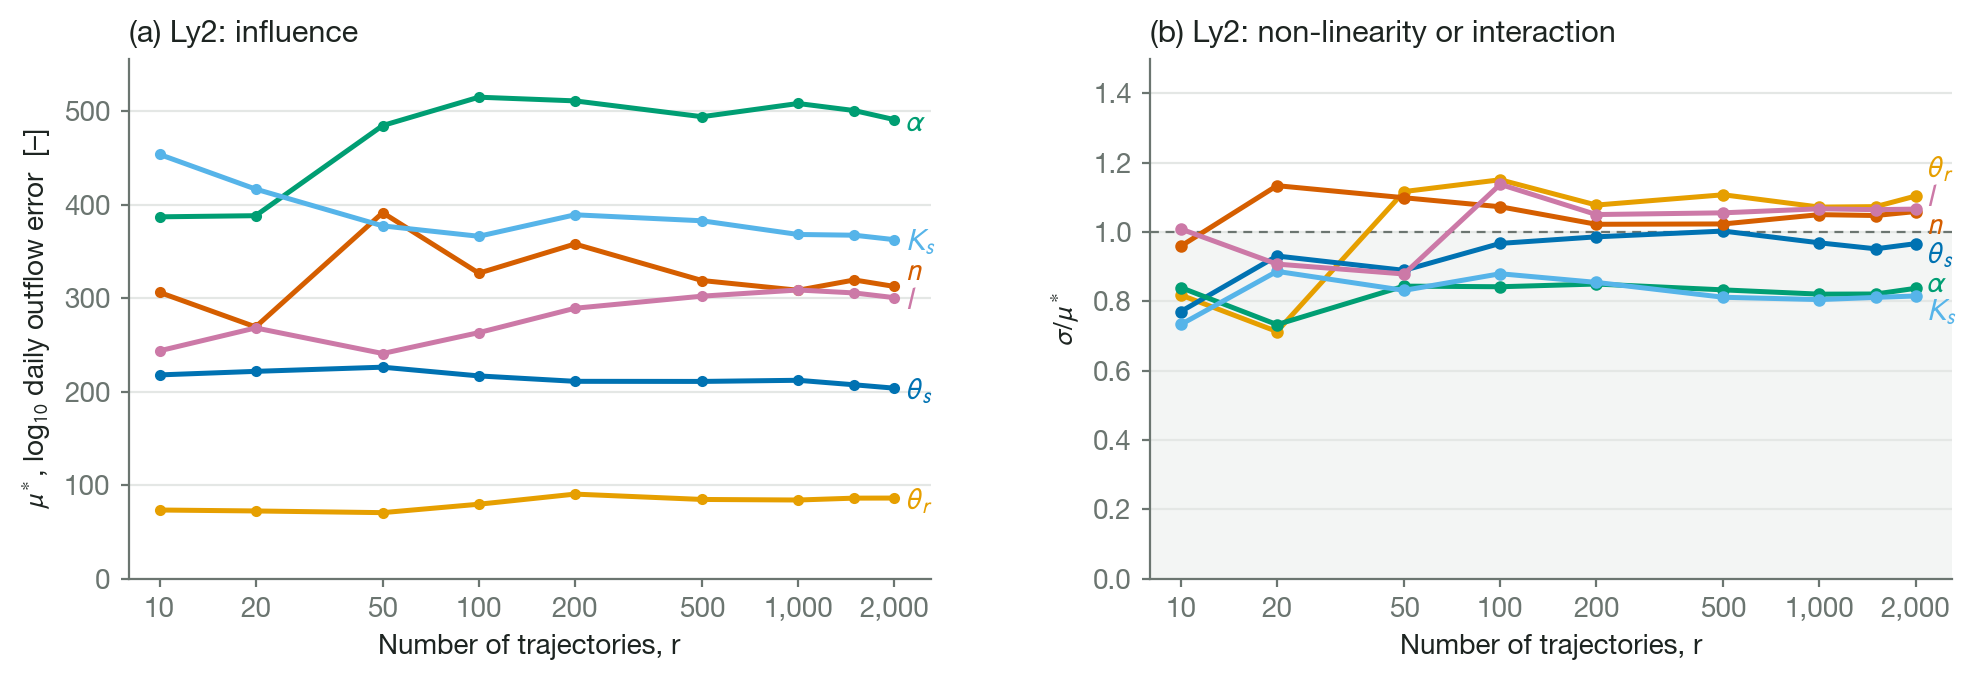 (a) Ly2: influence
μ*, log₁₀ daily outflow error [–]
500
400
300
200
100
0
α
Kₛ
n
l
θₛ
θᵣ
10 20 50 100 200 500 1,000 2,000
Number of trajectories, r
(b) Ly2: non-linearity or interaction
σ/μ*
1.4
1.2
1.0
0.8
0.6
0.4
0.2
0.0
θᵣ
l
n
θₛ
α
Kₛ
10 20 50 100 200 500 1,000 2,000
Number of trajectories, r